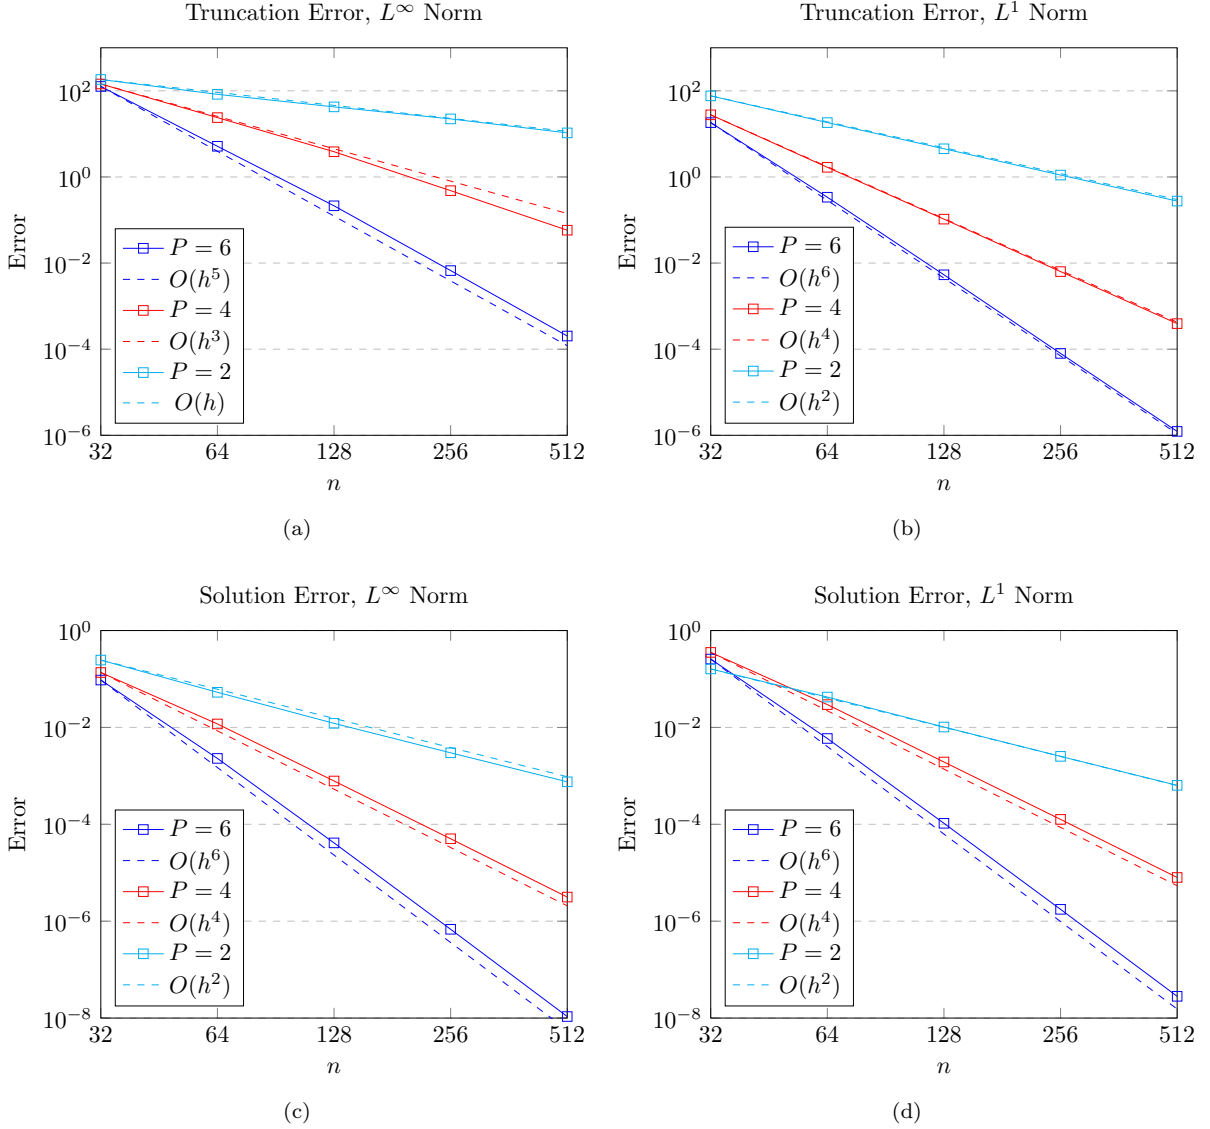 Truncation Error, L^∞ Norm
Error
10^2
10^0
10^−2
10^−4
10^−6
P = 6
O(h^5)
P = 4
O(h^3)
P = 2
O(h)
32 64 128 256 512
n
(a)
Truncation Error, L^1 Norm
Error
10^2
10^0
10^−2
10^−4
10^−6
P = 6
O(h^6)
P = 4
O(h^4)
P = 2
O(h^2)
32 64 128 256 512
n
(b)
Solution Error, L^∞ Norm
Error
10^0
10^−2
10^−4
10^−6
10^−8
P = 6
O(h^6)
P = 4
O(h^4)
P = 2
O(h^2)
32 64 128 256 512
n
(c)
Solution Error, L^1 Norm
Error
10^0
10^−2
10^−4
10^−6
10^−8
P = 6
O(h^6)
P = 4
O(h^4)
P = 2
O(h^2)
32 64 128 256 512
n
(d)